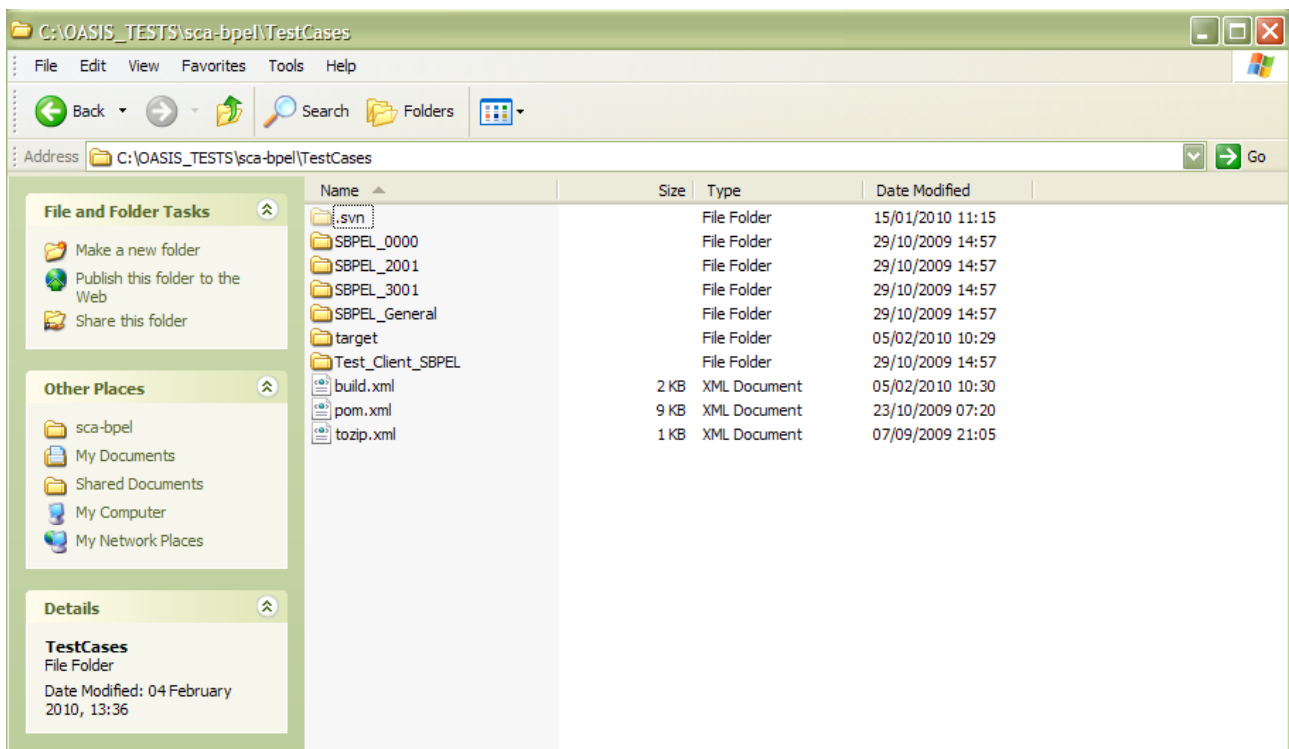 C:\OASIS_TESTS\sca-bpel\TestCases
File Edit View Favorites Tools Help
Back Search Folders
Address C:\OASIS_TESTS\sca-bpel\TestCases Go
File and Folder Tasks
Make a new folder
Publish this folder to the
Web
Share this folder
Other Places
sca-bpel
My Documents
Shared Documents
My Computer
My Network Places
Details
TestCases
File Folder
Date Modified: 04 February
2010, 13:36
Name Size Type Date Modified
.svn File Folder 15/01/2010 11:15
SBPEL_0000 File Folder 29/10/2009 14:57
SBPEL_2001 File Folder 29/10/2009 14:57
SBPEL_3001 File Folder 29/10/2009 14:57
SBPEL_General File Folder 29/10/2009 14:57
target File Folder 05/02/2010 10:29
Test_Client_SBPEL File Folder 29/10/2009 14:57
build.xml 2 KB XML Document 05/02/2010 10:30
pom.xml 9 KB XML Document 23/10/2009 07:20
tozip.xml 1 KB XML Document 07/09/2009 21:05